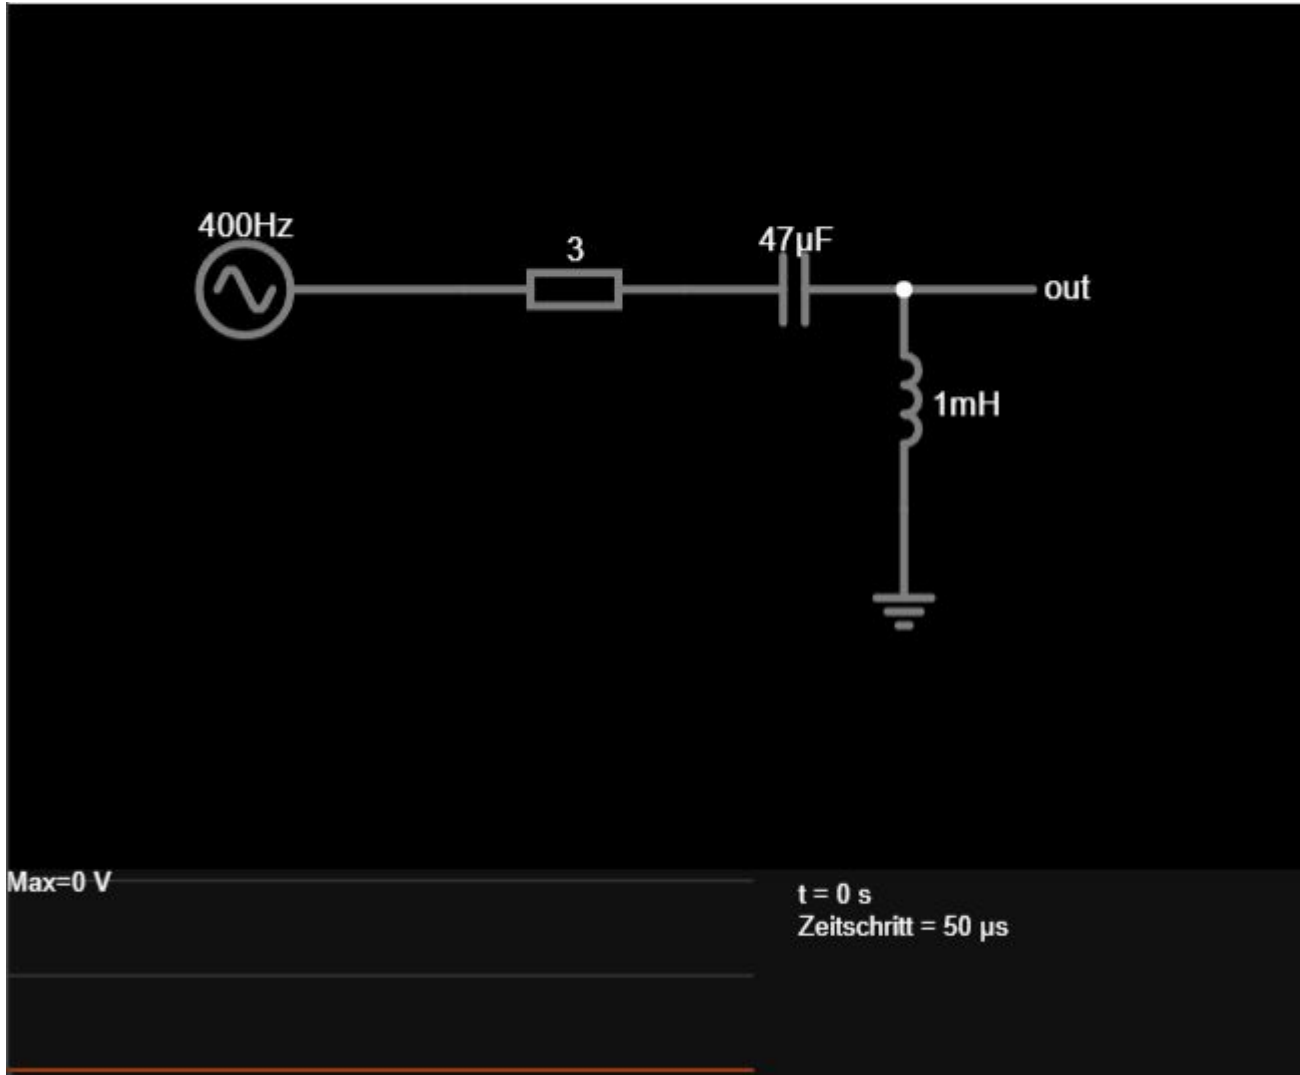 400Hz
3
47µF
out
1mH
Max=0 V
t = 0 s
Zeitschritt = 50 µs